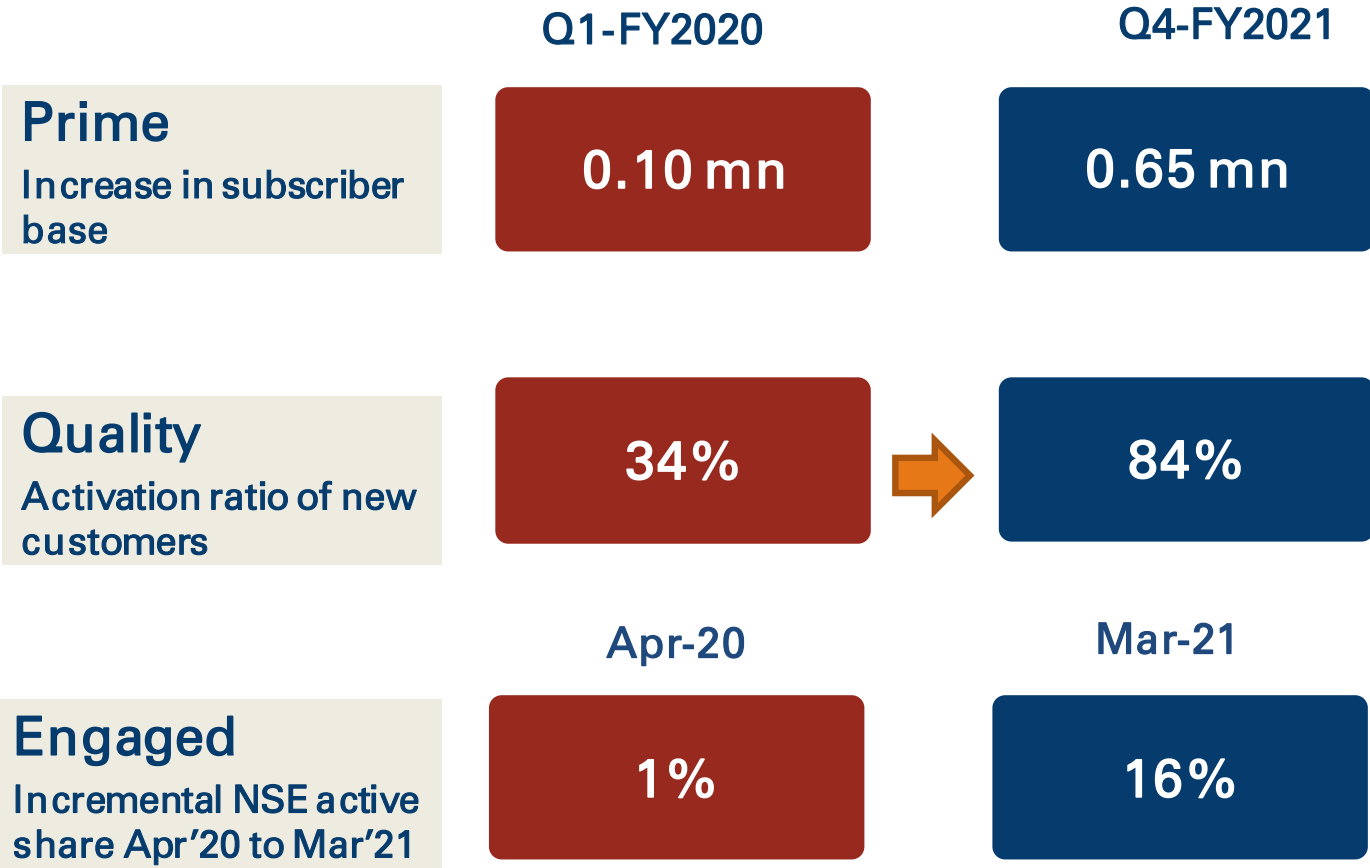 Q1-FY2020
Q4-FY2021
Prime
Increase in subscriber
base
0.10 mn
0.65 mn
Quality
Activation ratio of new
customers
34%
84%
Apr-20
Mar-21
Engaged
Incremental NSE active
share Apr’20 to Mar’21
1%
16%